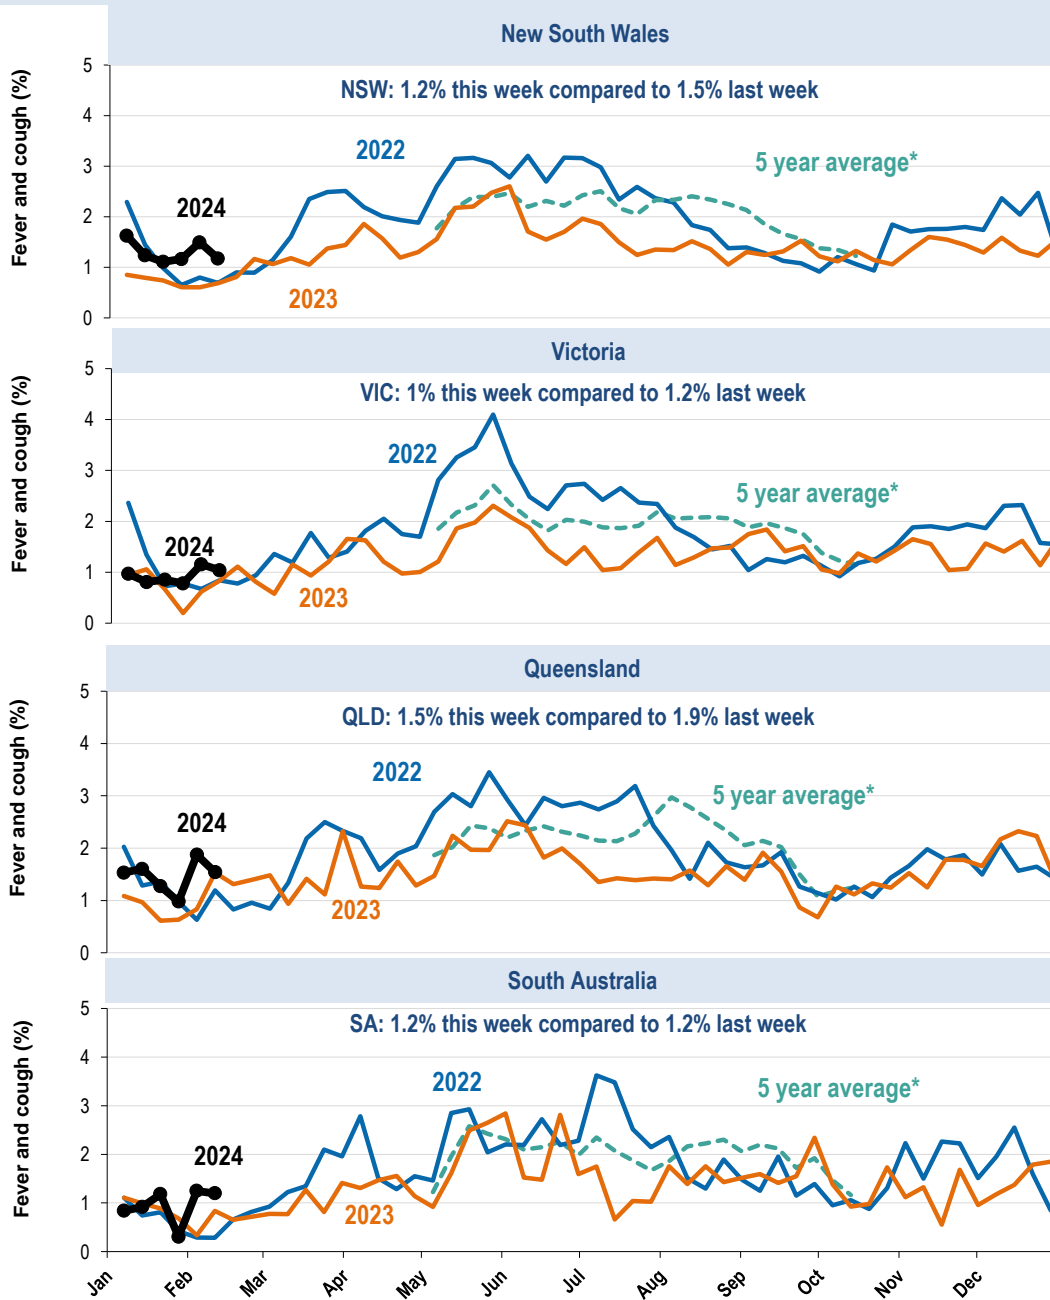 New South Wales
NSW: 1.2% this week compared to 1.5% last week
Fever and cough (%)
5
4
3
2
1
0
2022
5 year average*
2024
2023
Victoria
VIC: 1% this week compared to 1.2% last week
Fever and cough (%)
5
4
3
2
1
0
2022
5 year average*
2024
2023
Queensland
QLD: 1.5% this week compared to 1.9% last week
Fever and cough (%)
5
4
3
2
1
0
2022
5 year average*
2024
2023
South Australia
SA: 1.2% this week compared to 1.2% last week
Fever and cough (%)
5
4
3
2
1
0
2022
5 year average*
2024
2023
Jan
Feb
Mar
Apr
May
Jun
Jul
Aug
Sep
Oct
Nov
Dec